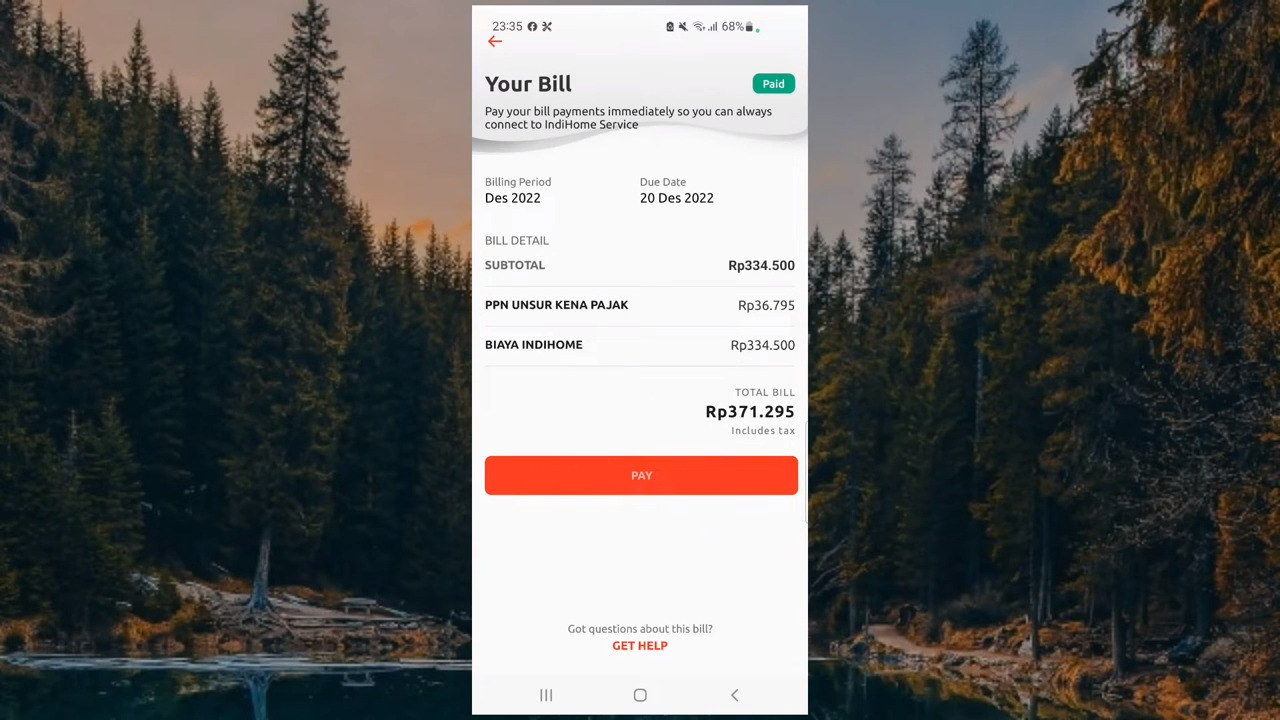 23:35 68%
Your Bill
Paid
Pay your bill payments immediately so you can always
connect to IndiHome Service
Billing Period Due Date
Des 2022 20 Des 2022
BILL DETAIL
SUBTOTAL Rp334.500
PPN UNSUR KENA PAJAK Rp36.795
BIAYA INDIHOME Rp334.500
TOTAL BILL
Rp371.295
Includes tax
PAY
Got questions about this bill?
GET HELP